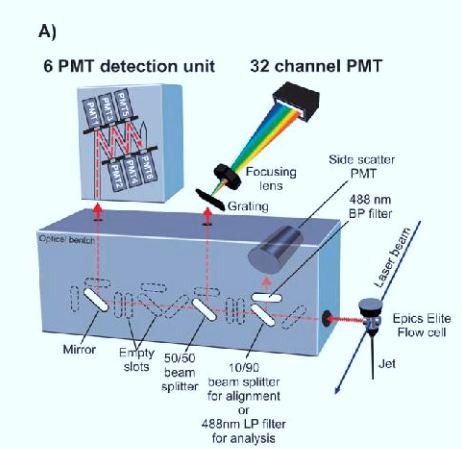 A)
6 PMT detection unit
32 channel PMT
PMT1
PMT3
PMT5
PMT2
PMT4
PMT6
Focusing
lens
Grating
Side scatter
PMT
488 nm
BP filter
Laser beam
Optical bench
Epics Elite
Flow cell
Jet
Mirror
Empty
slots
50/50
beam
splitter
10/90
beam splitter
for alignment
or
488nm LP filter
for analysis